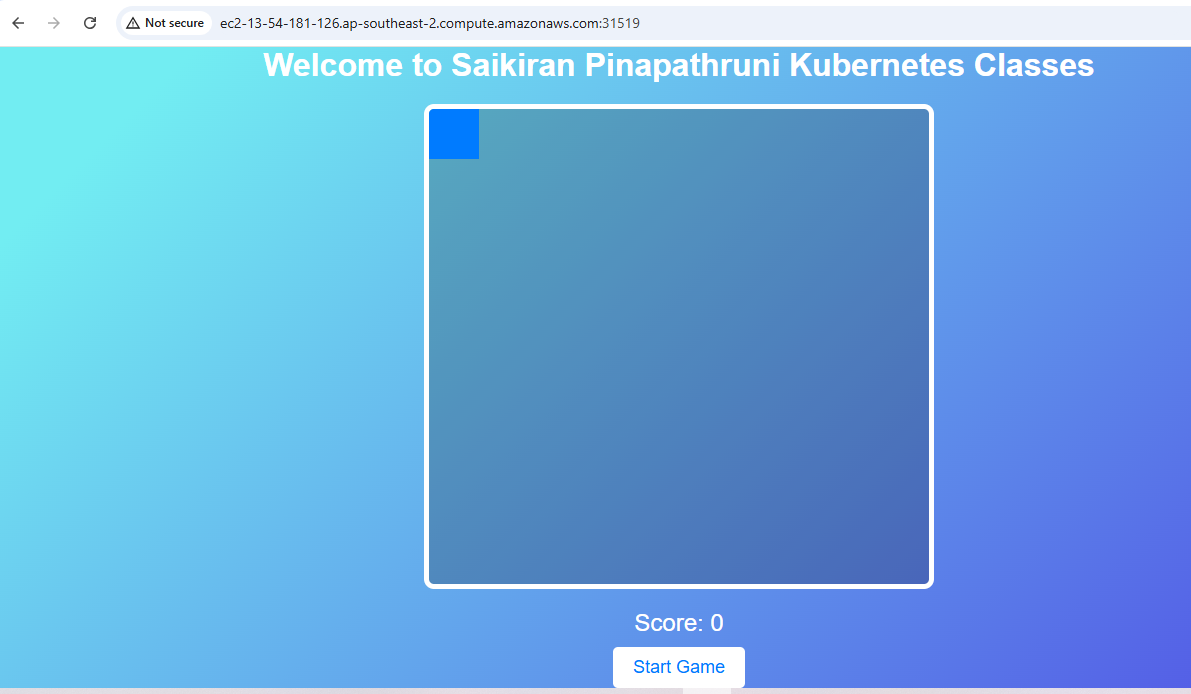 Not secure ec2-13-54-181-126.ap-southeast-2.compute.amazonaws.com:31519
Welcome to Saikiran Pinapathruni Kubernetes Classes
Score: 0
Start Game